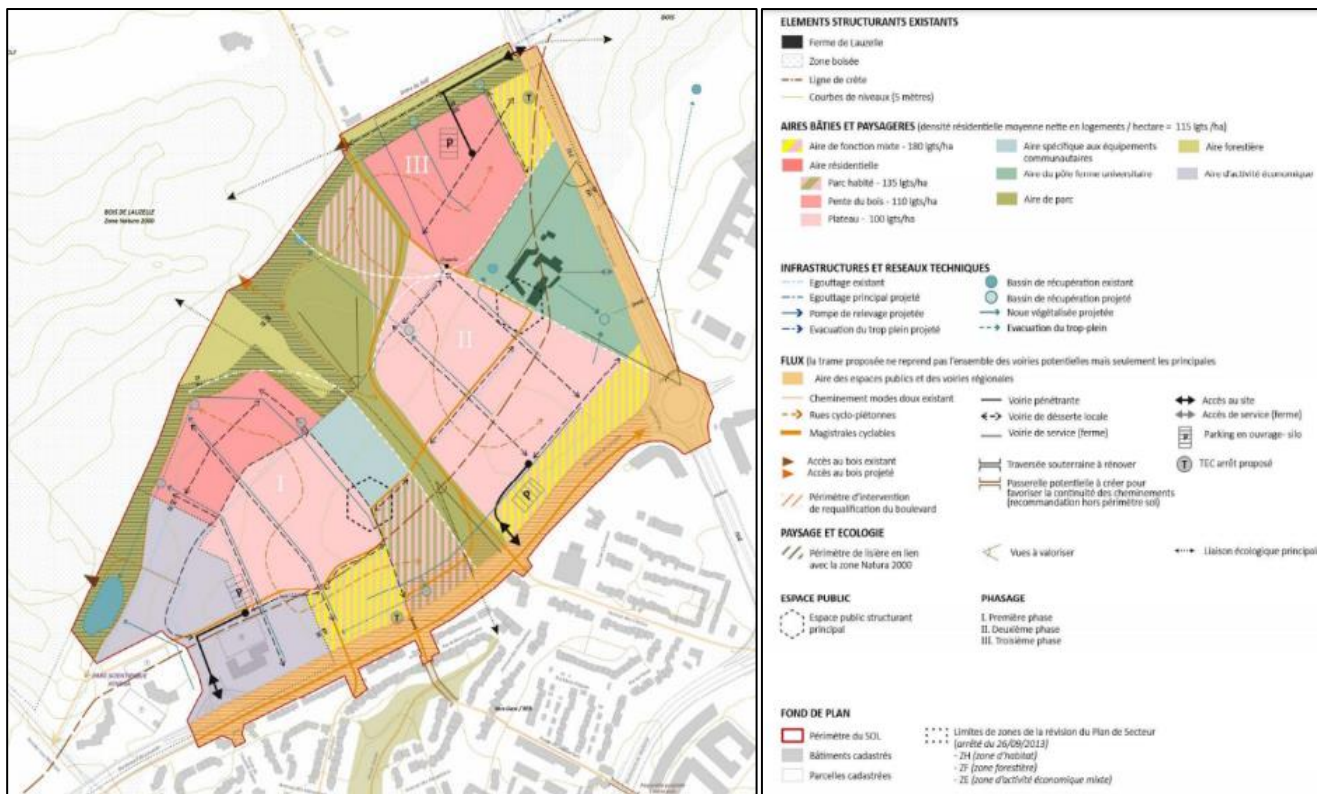 BOIS
BOIS DE LAUZELLE
Zone Natura 2000
III
P
T
II
I
P
P
T
ELEMENTS STRUCTURANTS EXISTANTS
Ferme de Lauzelle
Zone boisée
Ligne de crête
Courbes de niveaux (5 mètres)
AIRES BÂTIES ET PAYSAGERES (densité résidentielle moyenne nette en logements / hectare = 115 lgts /ha)
Aire de fonction mixte - 180 lgts/ha
Aire résidentielle
Parc habité - 135 lgts/ha
Pente du bois - 110 lgts/ha
Plateau - 100 lgts/ha
Aire spécifique aux équipements
communautaires
Aire du pôle ferme universitaire
Aire de parc
Aire forestière
Aire d'activité économique
INFRASTRUCTURES ET RESEAUX TECHNIQUES
Egouttage existant
Egouttage principal projeté
Pompe de relevage projetée
Evacuation du trop plein projeté
Bassin de récupération existant
Bassin de récupération projeté
Noue végétalisée projetée
Evacuation du trop-plein
FLUX (la trame proposée ne reprend pas l'ensemble des voiries potentielles mais seulement les principales
Aire des espaces publics et des voiries régionales
Cheminement modes doux existant
Rues cyclo-piétonnes
Magistrales cyclables
Accès au bois existant
Accès au bois projeté
Périmètre d'intervention
de requalification du boulevard
Voirie pénétrante
Voirie de désserte locale
Voirie de service (ferme)
Traversée souterraine à rénover
Passerelle potentielle à créer pour
favoriser la continuité des cheminements
(recommandation hors périmètre sol)
Accès au site
Accès de service (ferme)
P
Parking en ouvrage- silo
T
TEC arrêt proposé
PAYSAGE ET ECOLOGIE
Périmètre de lisière en lien
avec la zone Natura 2000
Vues à valoriser
Liaison écologique principal
ESPACE PUBLIC
Espace public structurant
principal
PHASAGE
I. Première phase
II. Deuxième phase
III. Troisième phase
FOND DE PLAN
Périmètre du SOL
Bâtiments cadastrés
Parcelles cadastrées
Limites de zones de la révision du Plan de Secteur
(arrêté du 26/09/2013)
- ZH (zone d'habitat)
- ZF (zone forestière)
- ZE (zone d'activité économique mixte)